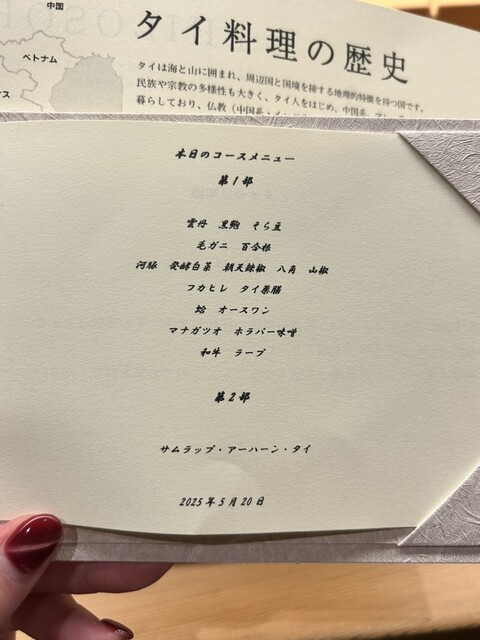 中国
ベトナム
タイ料理の歴史
タイは海と山に囲まれ、周辺国と国境を接する地理的特徴を持つ国です。
民族や宗教の多様性も大きく、タイ人をはじめ、中国系、
暮らしており、仏教（中国系・
本日のコースメニュー
第1部
雲丹　黒鮑　そら豆
毛ガニ　百合根
河豚　発酵白菜　朝天辣椒　八角　山椒
フカヒレ　タイ薬膳
蛤　オースワン
マナガツオ　ホラパー味噌
和牛　ラープ
第2部
サムラップ・アーハーン・タイ
2025年5月20日